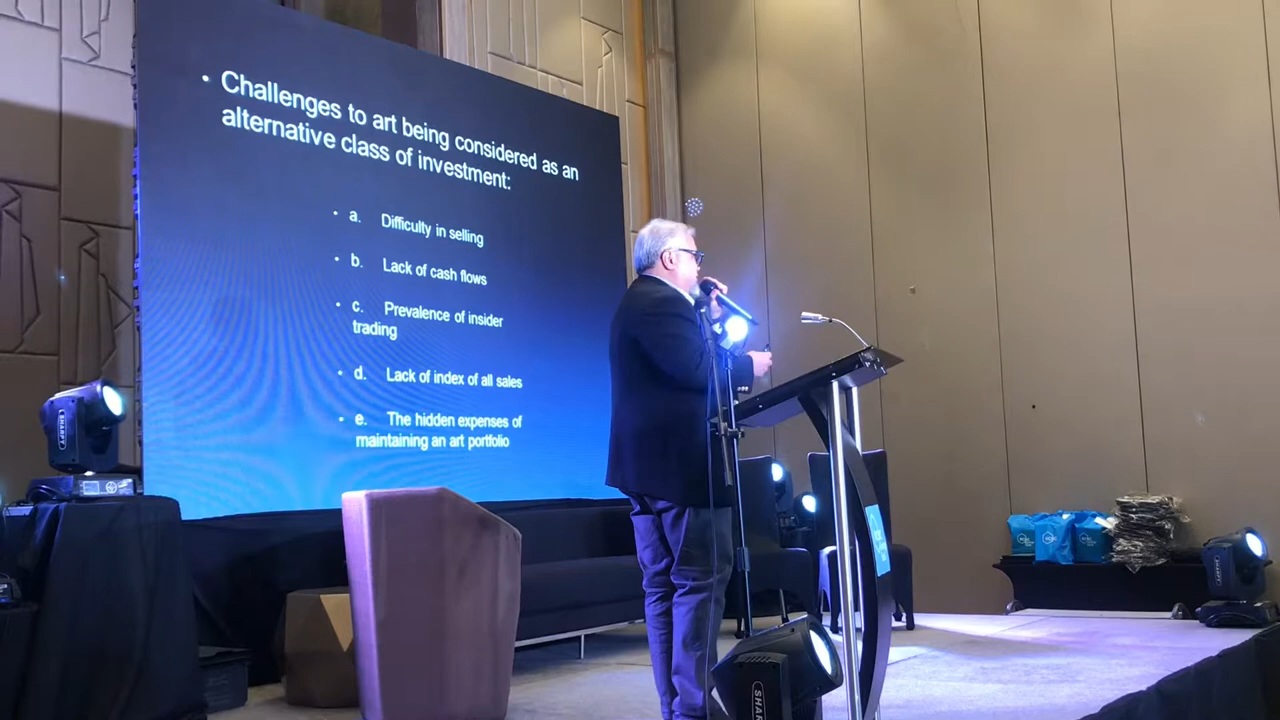 • Challenges to art being considered as an
alternative class of investment:
• a. Difficulty in selling
• b. Lack of cash flows
• c. Prevalence of insider
trading
• d. Lack of index of all sales
• e. The hidden expenses of
maintaining an art portfolio
SHARPY
SHARPY